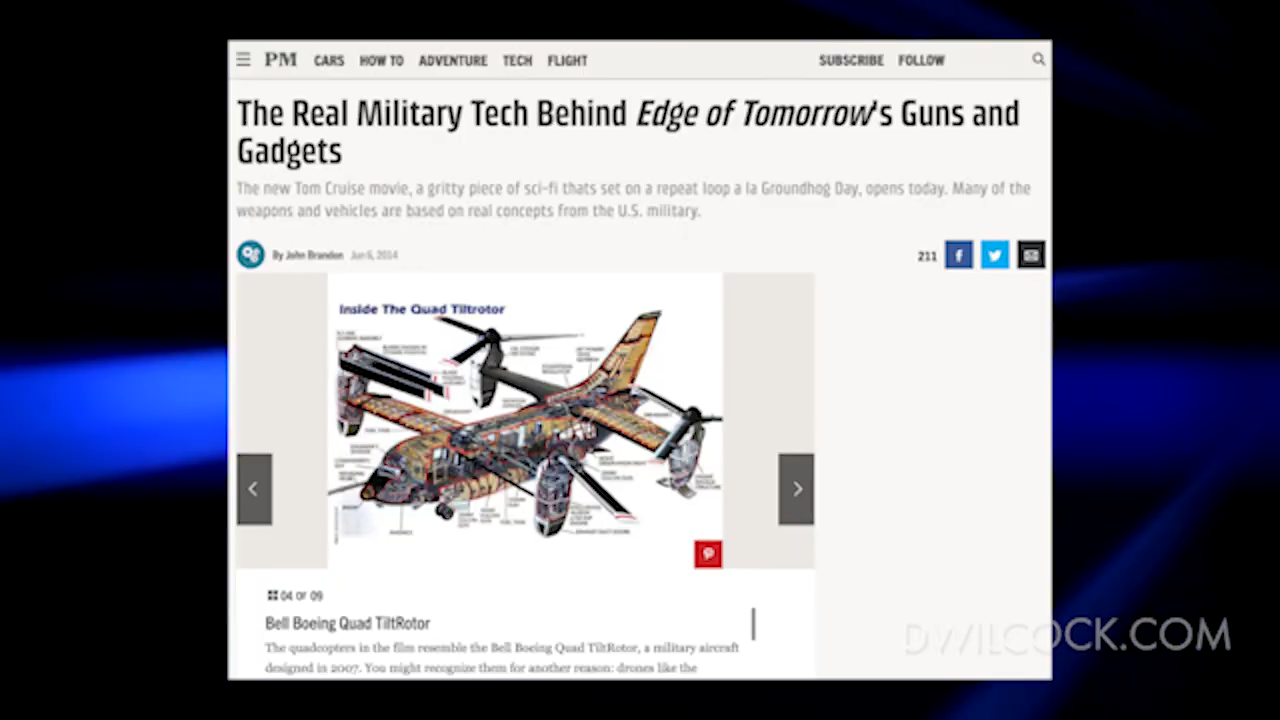 PM CARS HOW TO ADVENTURE TECH FLIGHT SUBSCRIBE FOLLOW
The Real Military Tech Behind Edge of Tomorrow's Guns and
Gadgets
The new Tom Cruise movie, a gritty piece of sci-fi thats set on a repeat loop a la Groundhog Day, opens today. Many of the
weapons and vehicles are based on real concepts from the U.S. military.
By John Brandon Jun 6, 2014
211
Inside The Quad Tiltrotor
04 OF 09
Bell Boeing Quad TiltRotor
The quadcopters in the film resemble the Bell Boeing Quad TiltRotor, a military aircraft
designed in 2007. You might recognize them for another reason: drones like the
DWILCOCK.COM